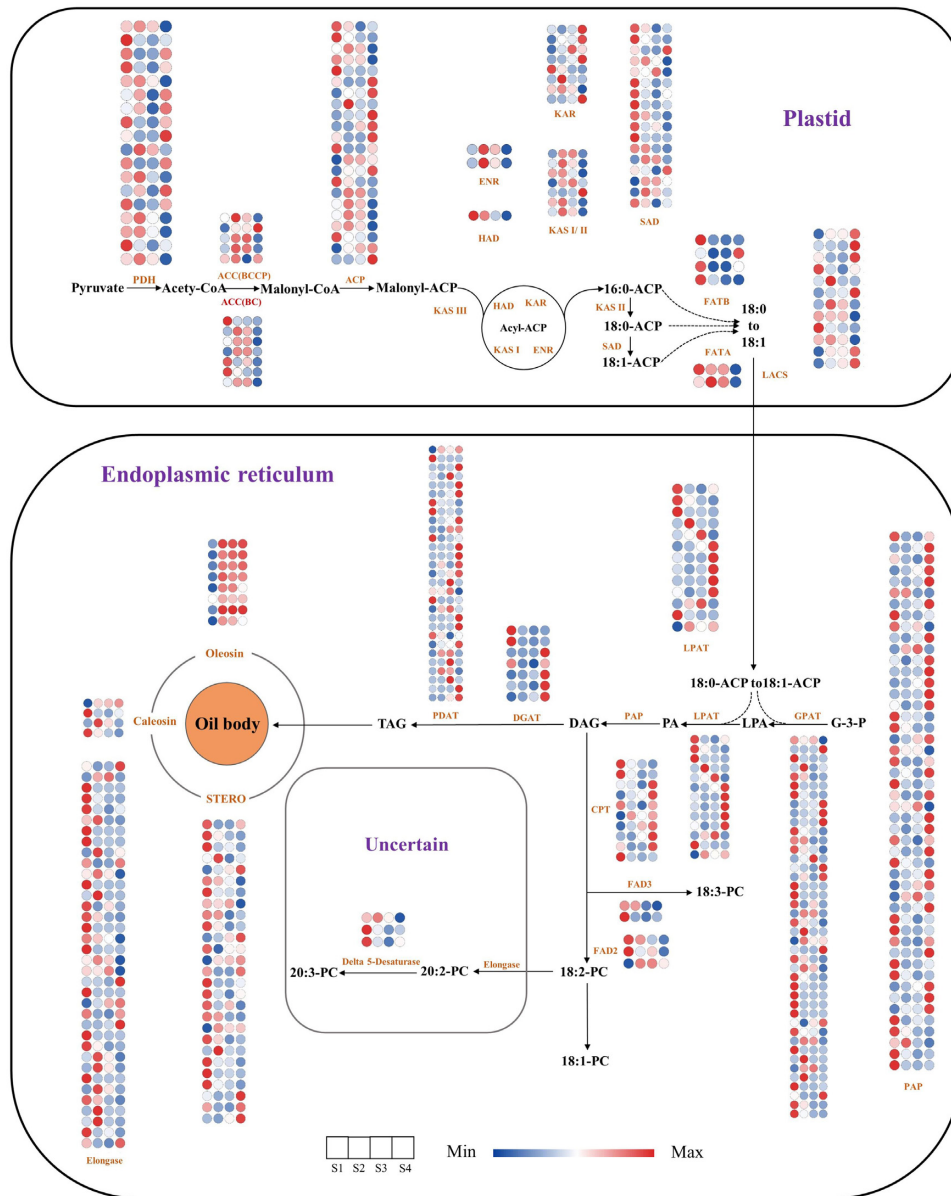 Plastid
KAR
ENR
HAD
KAS I/ II
SAD
PDH
ACC(BCCP)
ACP
Pyruvate
Acety-CoA
Malonyl-CoA
Malonyl-ACP
ACC(BC)
KAS III
HAD
KAR
Acyl-ACP
KAS I
ENR
16:0-ACP
KAS II
18:0-ACP
SAD
18:1-ACP
FATB
18:0
to
18:1
FATA
LACS
Endoplasmic reticulum
Oleosin
Caleosin
Oil body
STERO
LPAT
18:0-ACP to18:1-ACP
TAG
PDAT
DGAT
DAG
PAP
PA
LPAT
LPA
GPAT
G-3-P
CPT
Uncertain
FAD3
18:3-PC
FAD2
Delta 5-Desaturase
Elongase
20:3-PC
20:2-PC
18:2-PC
18:1-PC
PAP
Elongase
Min
Max
S1 S2 S3 S4